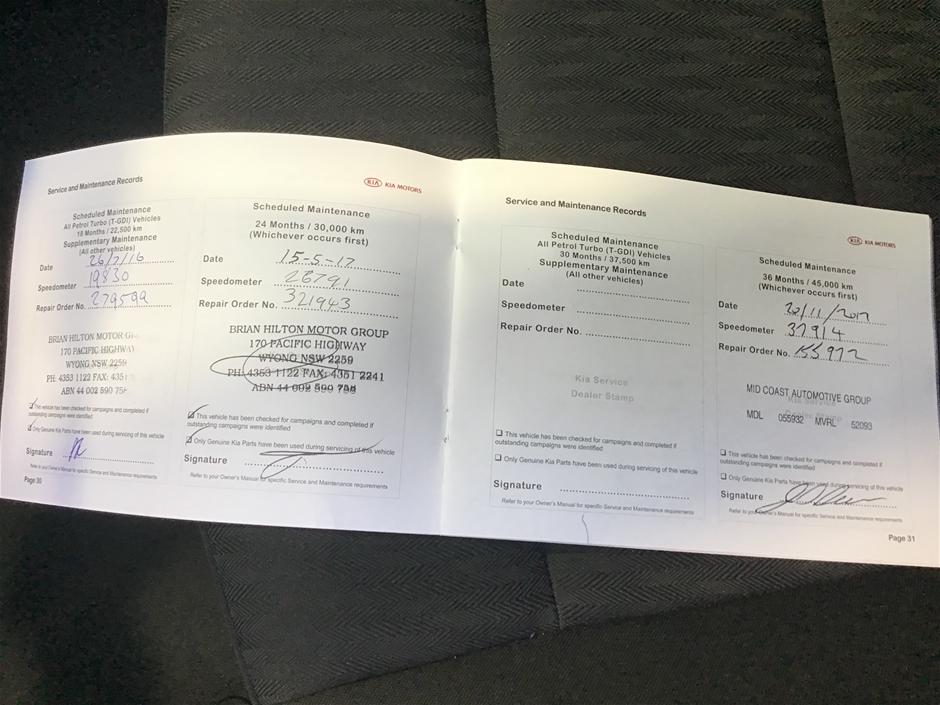 Service and Maintenance Records
KIA KIA MOTORS
Scheduled Maintenance
All Petrol Turbo (T-GDI) Vehicles
18 Months / 22,500 km
Supplementary Maintenance
(All other vehicles)
Date 26/7/16
Speedometer 19830
Repair Order No. 279599
BRIAN HILTON MOTOR
170 PACIFIC HIGHWAY
WYONG NSW 2259
PH: 4353 1122 FAX: 4351
ABN 44 002 590 75
This vehicle has been checked for campaigns and completed if
outstanding campaigns were identified
Only Genuine Kia Parts have been used during servicing of this vehicle
Signature
Refer to your Owner's Manual for specific Service and Maintenance requirements
Page 30
Scheduled Maintenance
24 Months / 30,000 km
(Whichever occurs first)
Date 15-5-17
Speedometer 26791
Repair Order No. 321943
BRIAN HILTON MOTOR GROUP
170 PACIFIC HIGHWAY
WYONG NSW 2259
PH: 4353 1122 FAX: 4351 2241
ABN 44 002 590 756
This vehicle has been checked for campaigns and completed if
outstanding campaigns were identified
Only Genuine Kia Parts have been used during servicing of this vehicle
Signature
Refer to your Owner's Manual for specific Service and Maintenance requirements
Service and Maintenance Records
KIA KIA MOTORS
Scheduled Maintenance
All Petrol Turbo (T-GDI) Vehicles
30 Months / 37,500 km
Supplementary Maintenance
(All other vehicles)
Date
Speedometer
Repair Order No.
Kia Service
Dealer Stamp
This vehicle has been checked for campaigns and completed if
outstanding campaigns were identified
Only Genuine Kia Parts have been used during servicing of this vehicle
Signature
Refer to your Owner's Manual for specific Service and Maintenance requirements
Scheduled Maintenance
36 Months / 45,000 km
(Whichever occurs first)
Date /11/2017
Speedometer 37914
Repair Order No. 155972
MID COAST AUTOMOTIVE GROUP
Kia Service
MDL 055932 MVRL 52093
This vehicle has been checked for campaigns and completed if
outstanding campaigns were identified
Only Genuine Kia Parts have been used during servicing of this vehicle
Signature
Refer to your Owner's Manual for specific Service and Maintenance requirements
Page 31